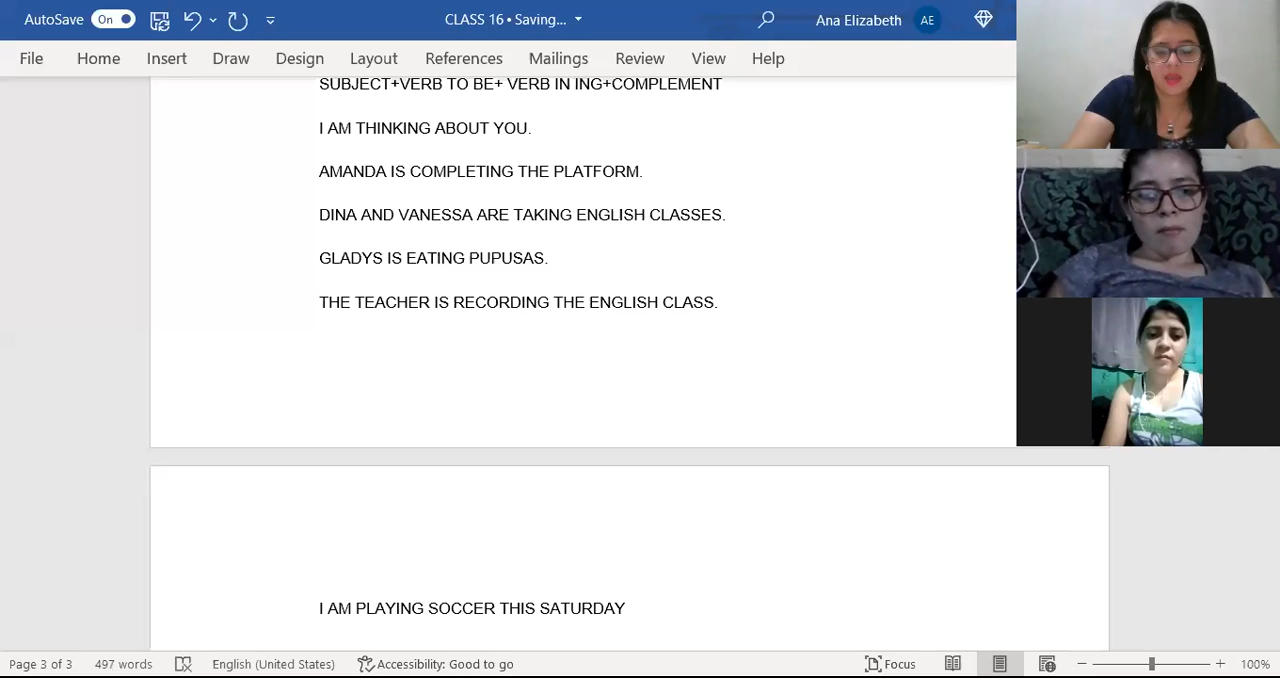 AutoSave On CLASS 16 • Saving... Ana Elizabeth AE
File Home Insert Draw Design Layout References Mailings Review View Help
SUBJECT+VERB TO BE+ VERB IN ING+COMPLEMENT
I AM THINKING ABOUT YOU.
AMANDA IS COMPLETING THE PLATFORM.
DINA AND VANESSA ARE TAKING ENGLISH CLASSES.
GLADYS IS EATING PUPUSAS.
THE TEACHER IS RECORDING THE ENGLISH CLASS.
I AM PLAYING SOCCER THIS SATURDAY
Page 3 of 3 497 words English (United States) Accessibility: Good to go Focus 100%